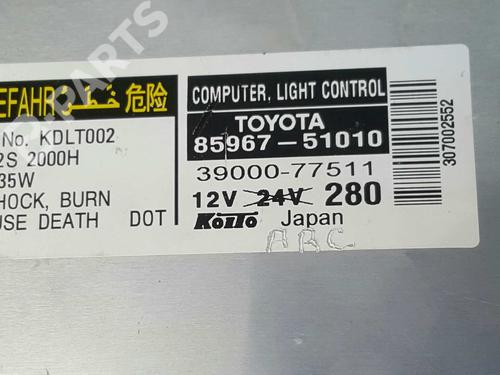 EFAHR خطر 危险
No. KDLT002
2S 2000H
35W
HOCK, BURN
USE DEATH DOT
COMPUTER, LIGHT CONTROL
TOYOTA
85967-51010
39000-77511
12V 24V 280
KOITO Japan
ABC
307002552
PARTS